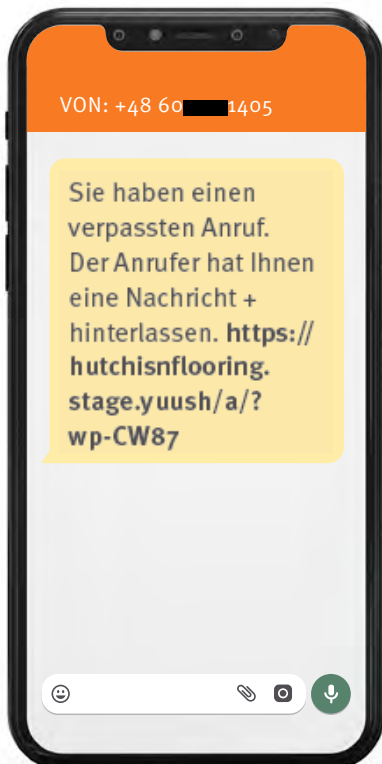 VON: +48 60 1405
Sie haben einen
verpassten Anruf.
Der Anrufer hat Ihnen
eine Nachricht +
hinterlassen. https://
hutchisnflooring.
stage.yuush/a/?
wp-CW87